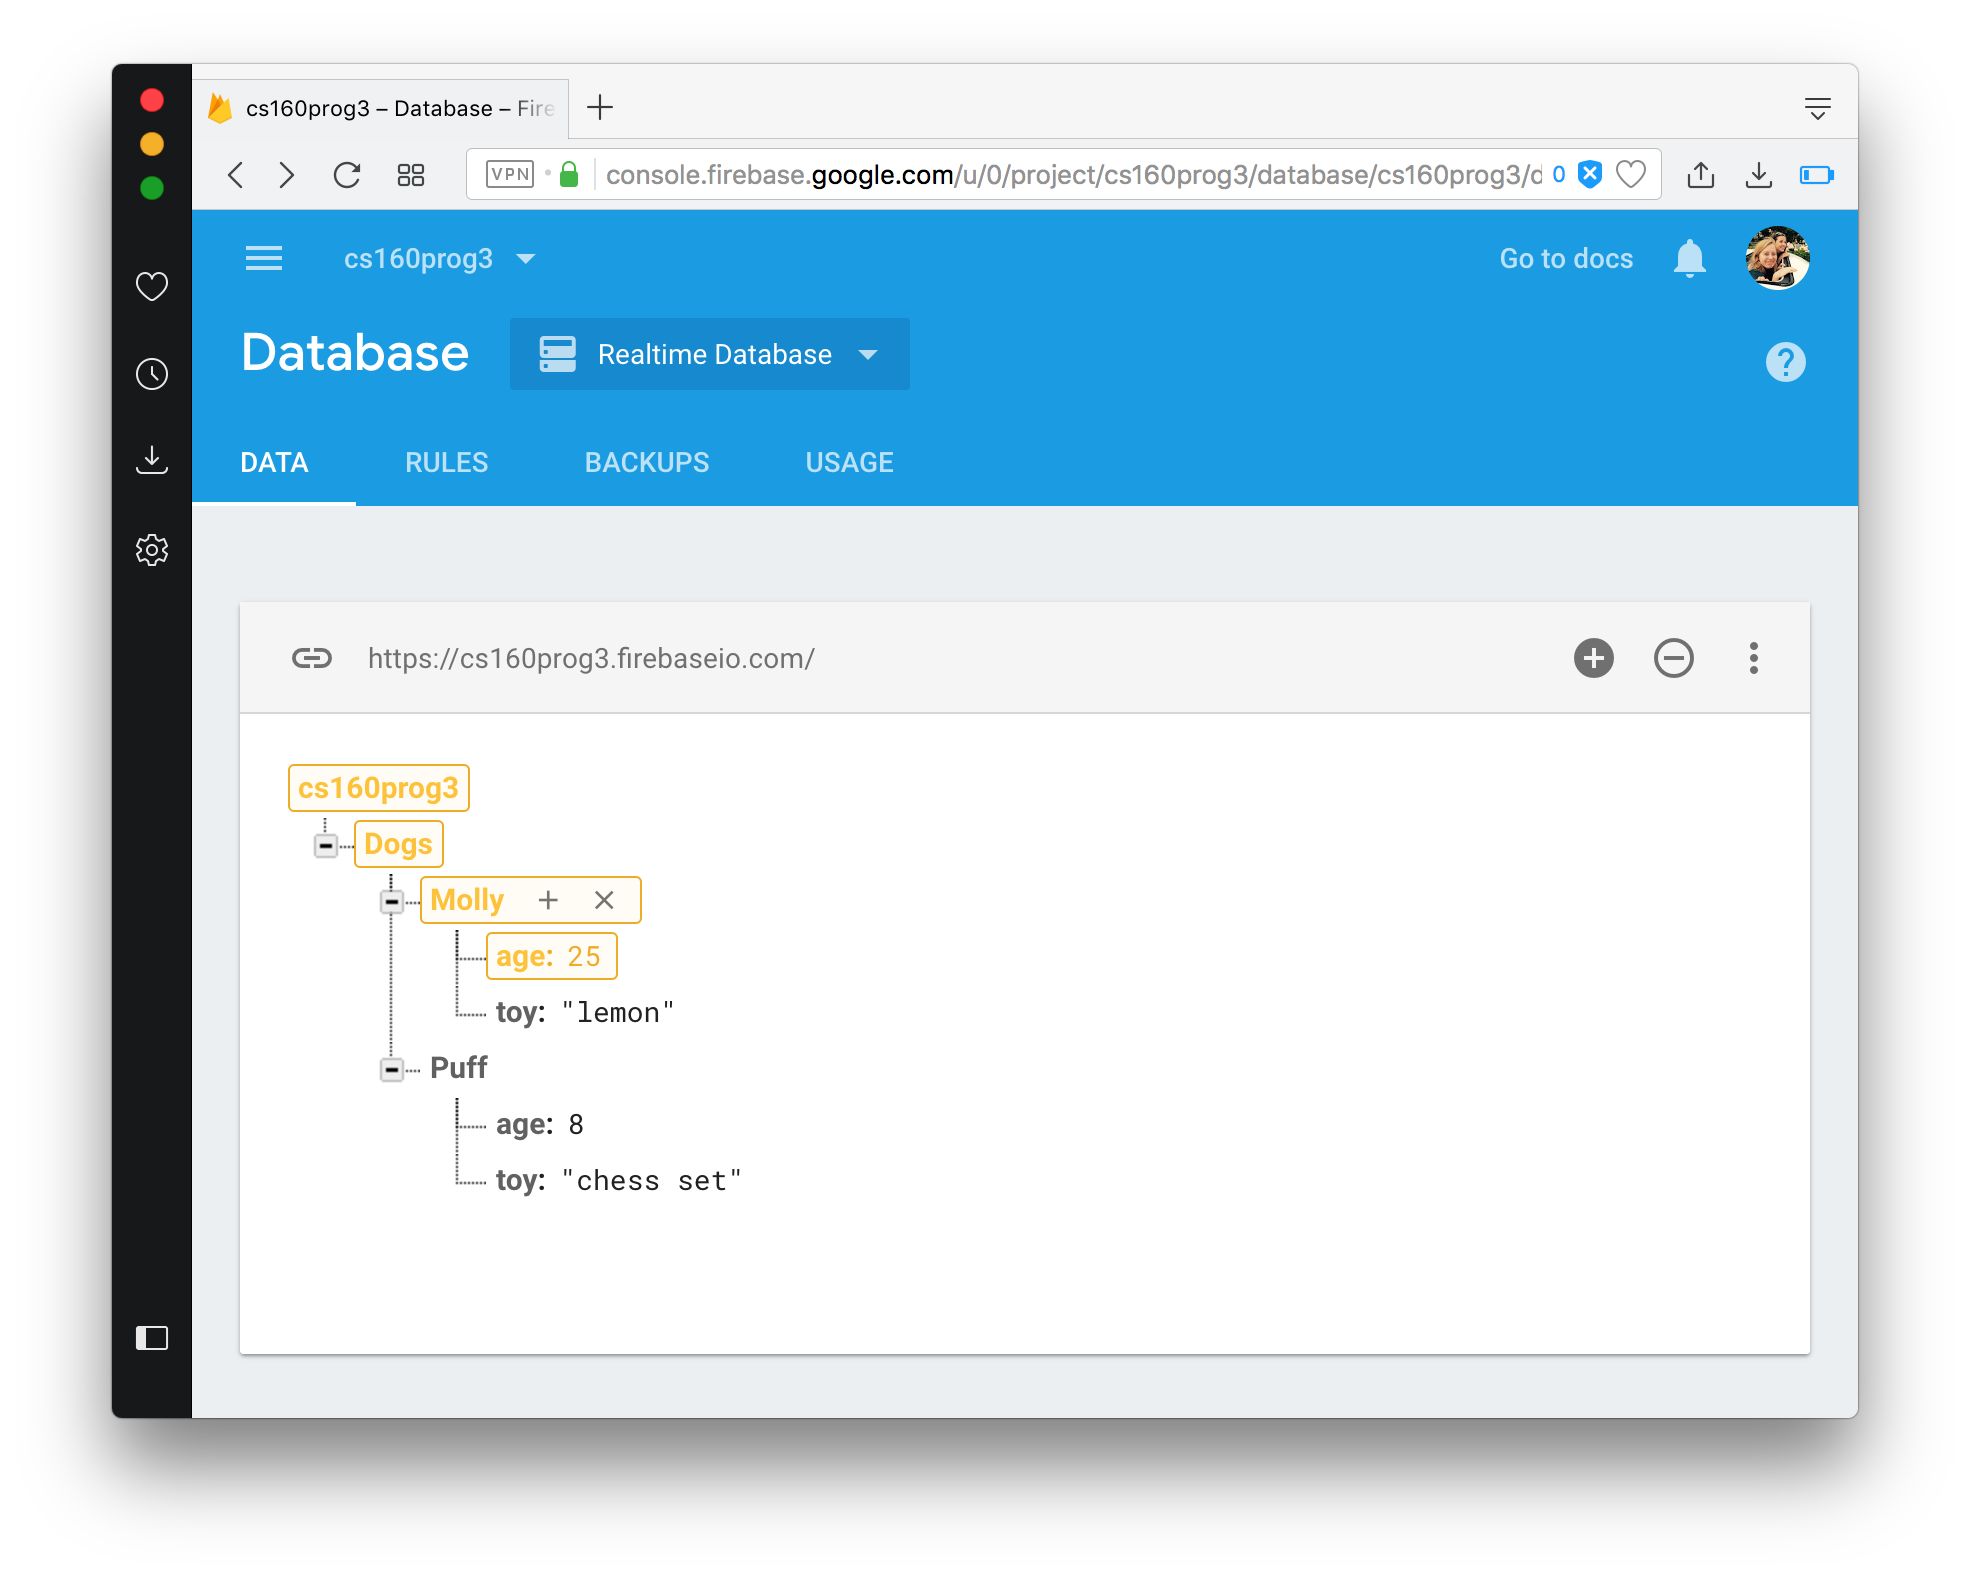 cs160prog3 – Database – Fire
VPN console.firebase.google.com/u/0/project/cs160prog3/database/cs160prog3/d 0
cs160prog3 Go to docs
Database Realtime Database ?
DATA RULES BACKUPS USAGE
https://cs160prog3.firebaseio.com/
cs160prog3
Dogs
Molly
age: 25
toy: "lemon"
Puff
age: 8
toy: "chess set"